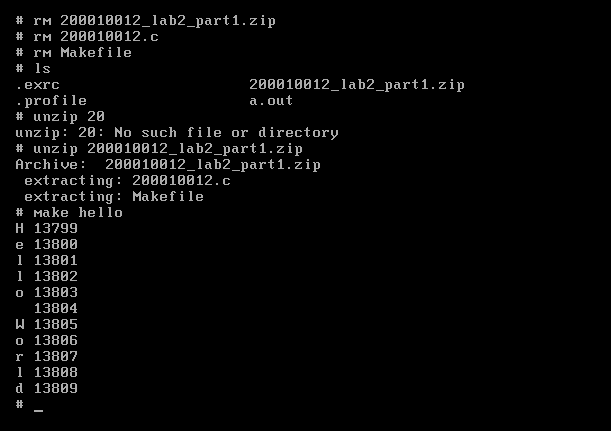 # rm 200010012_lab2_part1.zip
# rm 200010012.c
# rm Makefile
# ls
.exrc                     200010012_lab2_part1.zip
.profile                  a.out
# unzip 20
unzip: 20: No such file or directory
# unzip 200010012_lab2_part1.zip
Archive:  200010012_lab2_part1.zip
 extracting: 200010012.c
 extracting: Makefile
# make hello
H 13799
e 13800
l 13801
l 13802
o 13803
  13804
W 13805
o 13806
r 13807
l 13808
d 13809
# _